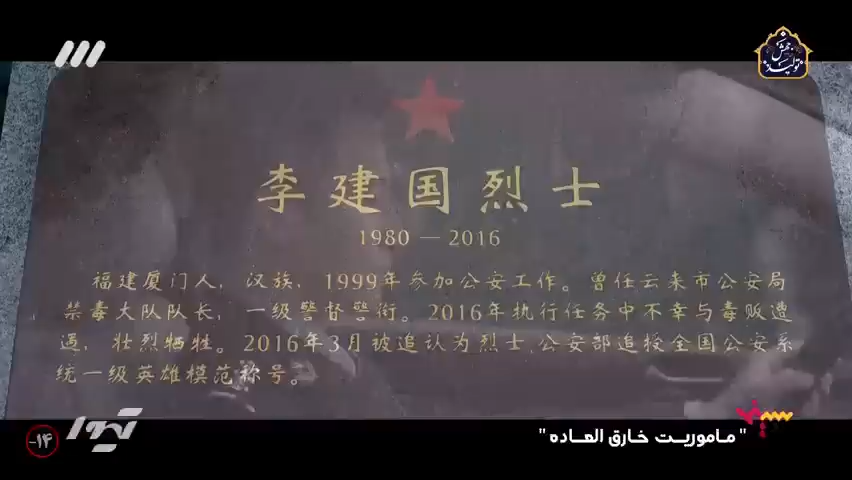 李建国烈士
1980 — 2016
福建厦门人，汉族，1999年参加公安工作。曾任云来市公安局
禁毒大队队长，一级警督警衔。2016年执行任务中不幸与毒贩遭
遇，壮烈牺牲。2016年3月被追认为烈士，公安部追授全国公安系
统一级英雄模范称号。
-۱۴
"ماموریت خارق العاده"